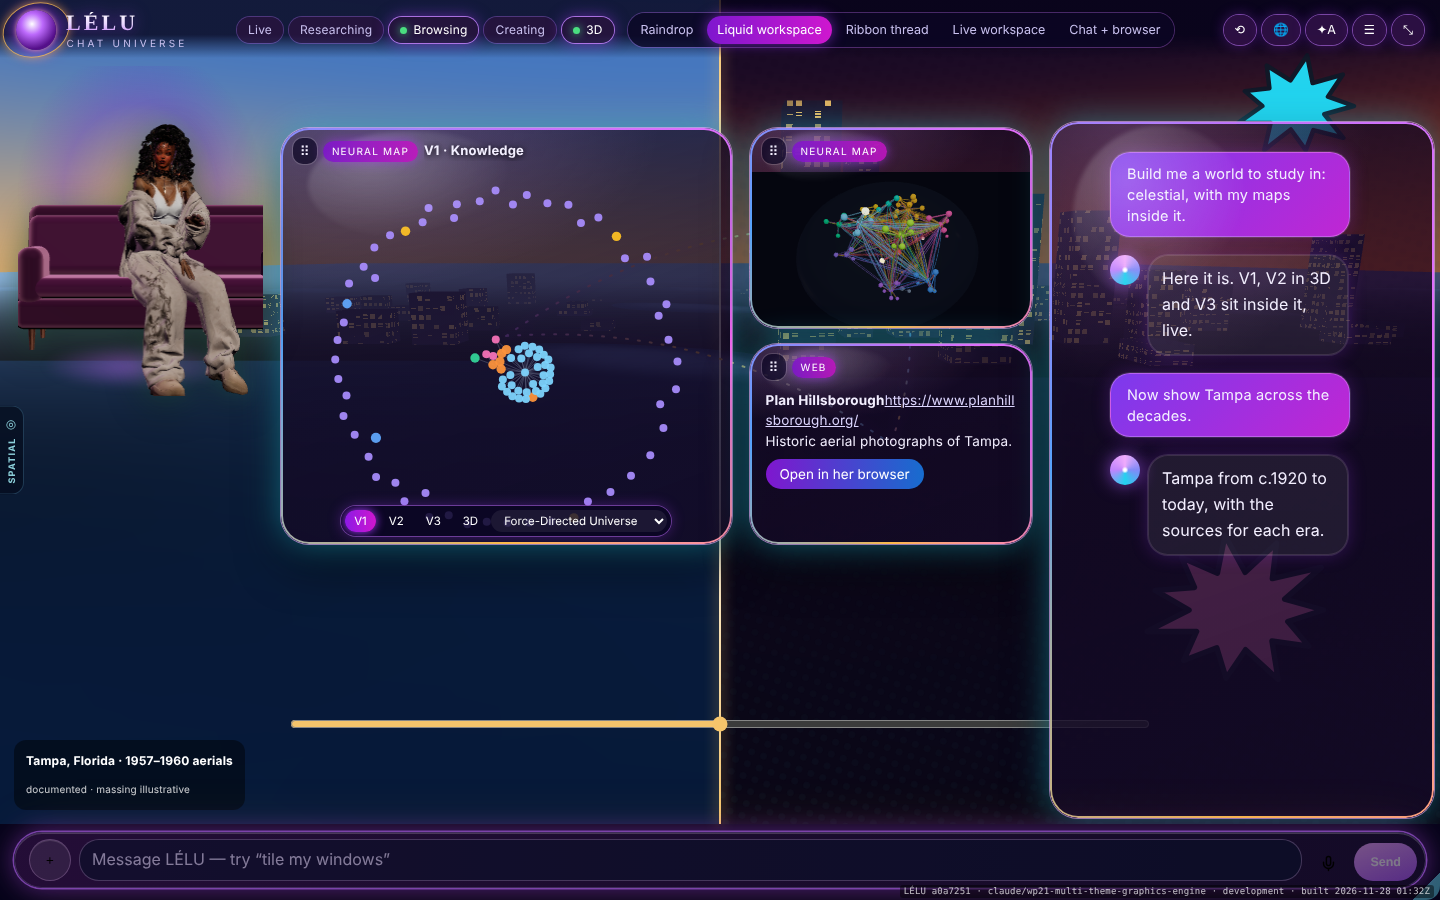 LÉLU
CHAT UNIVERSE
Live
Researching
Browsing
Creating
3D
Raindrop
Liquid workspace
Ribbon thread
Live workspace
Chat + browser
A
NEURAL MAP
V1 · Knowledge
V1
V2
V3
3D
Force-Directed Universe
NEURAL MAP
WEB
Plan Hillsboroughhttps://www.planhill
sborough.org/
Historic aerial photographs of Tampa.
Open in her browser
Build me a world to study in:
celestial, with my maps
inside it.
Here it is. V1, V2 in 3D
and V3 sit inside it,
live.
Now show Tampa across the
decades.
Tampa from c.1920 to
today, with the
sources for each era.
SPATIAL
Tampa, Florida · 1957–1960 aerials
documented · massing illustrative
+
Message LÉLU — try “tile my windows”
Send
LÉLU a0a7251 · claude/wp21-multi-theme-graphics-engine · development · built 2026-11-28 01:32Z